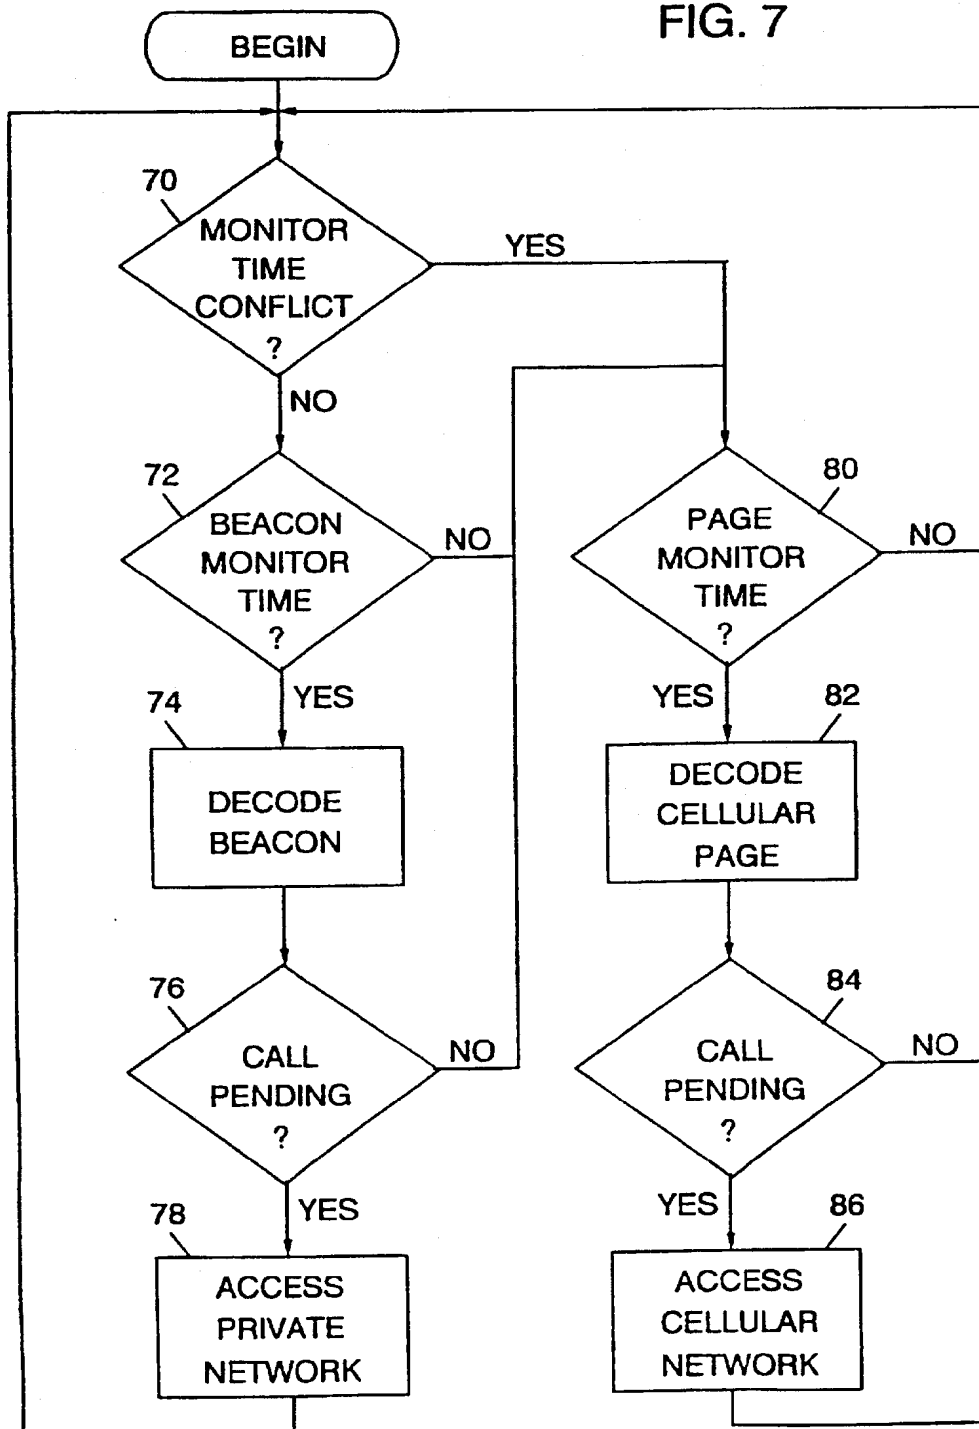 FIG. 7
BEGIN
70
MONITOR
TIME
CONFLICT
?
YES
NO
72
BEACON
MONITOR
TIME
?
NO
YES
80
PAGE
MONITOR
TIME
?
NO
YES
74
DECODE
BEACON
82
DECODE
CELLULAR
PAGE
76
CALL
PENDING
?
NO
YES
84
CALL
PENDING
?
NO
YES
78
ACCESS
PRIVATE
NETWORK
86
ACCESS
CELLULAR
NETWORK